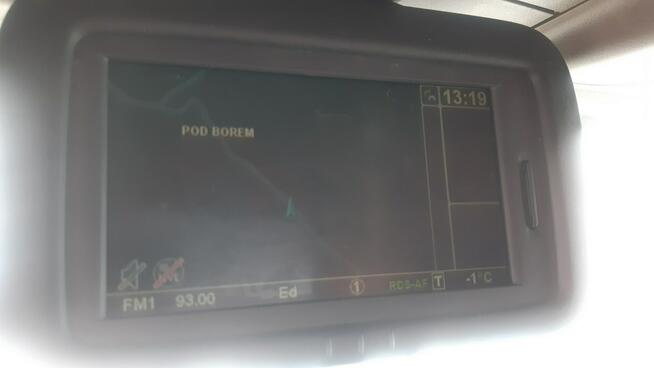 13:19
POD BOREM
FM1 93.00 Ed 1 RDS-AF T -1°C